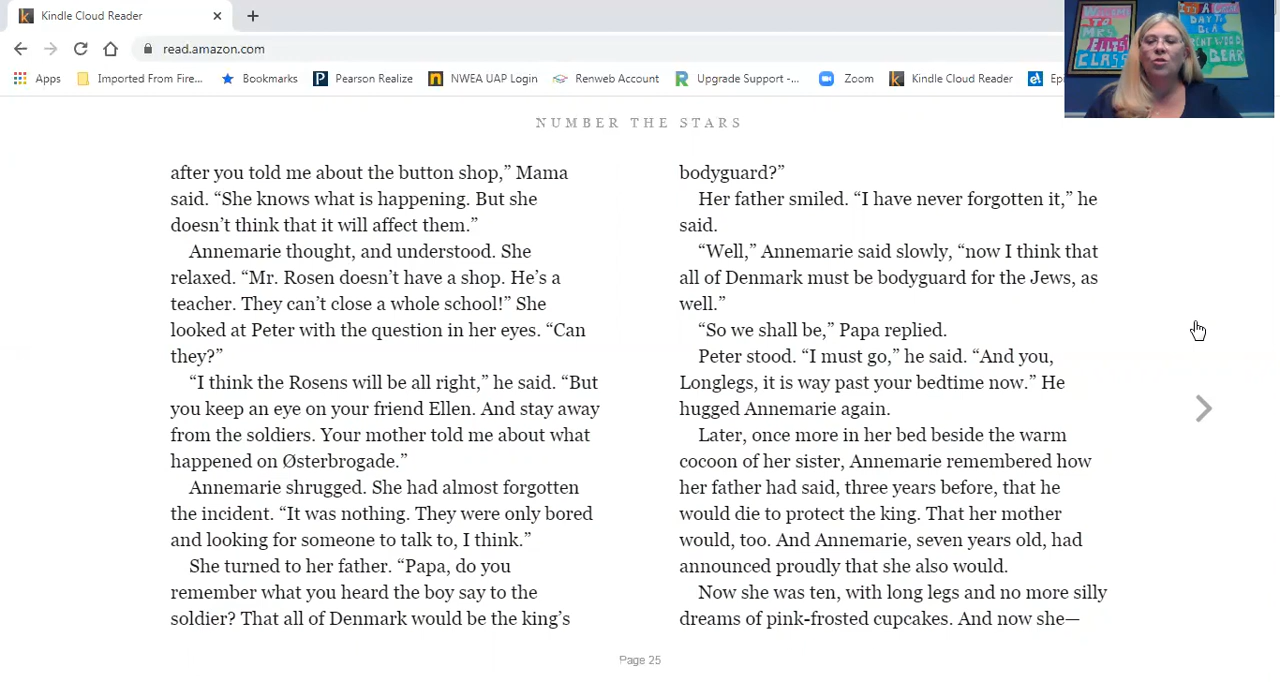 Kindle Cloud Reader
read.amazon.com
Apps
Imported From Fire...
Bookmarks
Pearson Realize
NWEA UAP Login
Renweb Account
Upgrade Support -...
Zoom
Kindle Cloud Reader
WELCOME
TO
MRS
ELLIS'
CLASS
IT'S A GREAT
DAY TO
BE A
BEAR
NUMBER THE STARS
after you told me about the button shop,” Mama
said. “She knows what is happening. But she
doesn’t think that it will affect them.”
Annemarie thought, and understood. She
relaxed. “Mr. Rosen doesn’t have a shop. He’s a
teacher. They can’t close a whole school!” She
looked at Peter with the question in her eyes. “Can
they?”
“I think the Rosens will be all right,” he said. “But
you keep an eye on your friend Ellen. And stay away
from the soldiers. Your mother told me about what
happened on Østerbrogade.”
Annemarie shrugged. She had almost forgotten
the incident. “It was nothing. They were only bored
and looking for someone to talk to, I think.”
She turned to her father. “Papa, do you
remember what you heard the boy say to the
soldier? That all of Denmark would be the king’s
bodyguard?”
Her father smiled. “I have never forgotten it,” he
said.
“Well,” Annemarie said slowly, “now I think that
all of Denmark must be bodyguard for the Jews, as
well.”
“So we shall be,” Papa replied.
Peter stood. “I must go,” he said. “And you,
Longlegs, it is way past your bedtime now.” He
hugged Annemarie again.
Later, once more in her bed beside the warm
cocoon of her sister, Annemarie remembered how
her father had said, three years before, that he
would die to protect the king. That her mother
would, too. And Annemarie, seven years old, had
announced proudly that she also would.
Now she was ten, with long legs and no more silly
dreams of pink-frosted cupcakes. And now she—
Page 25